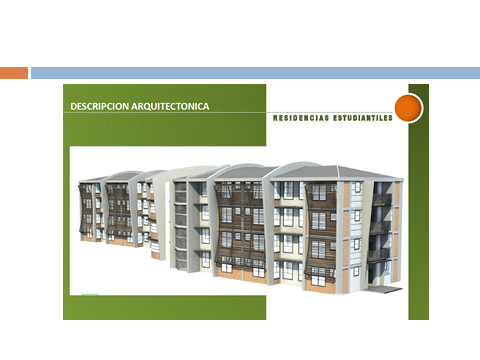 DESCRIPCION ARQUITECTONICA
RESIDENCIAS ESTUDIANTILES